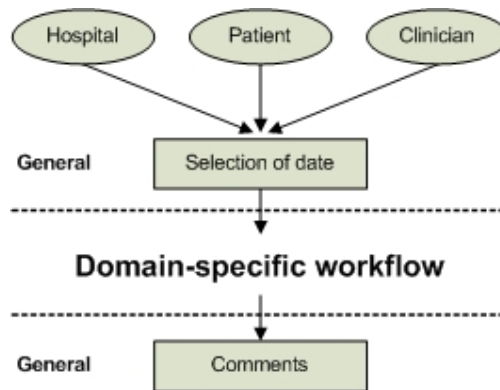 Hospital
Patient
Clinician
General
Selection of date
Domain-specific workflow
General
Comments